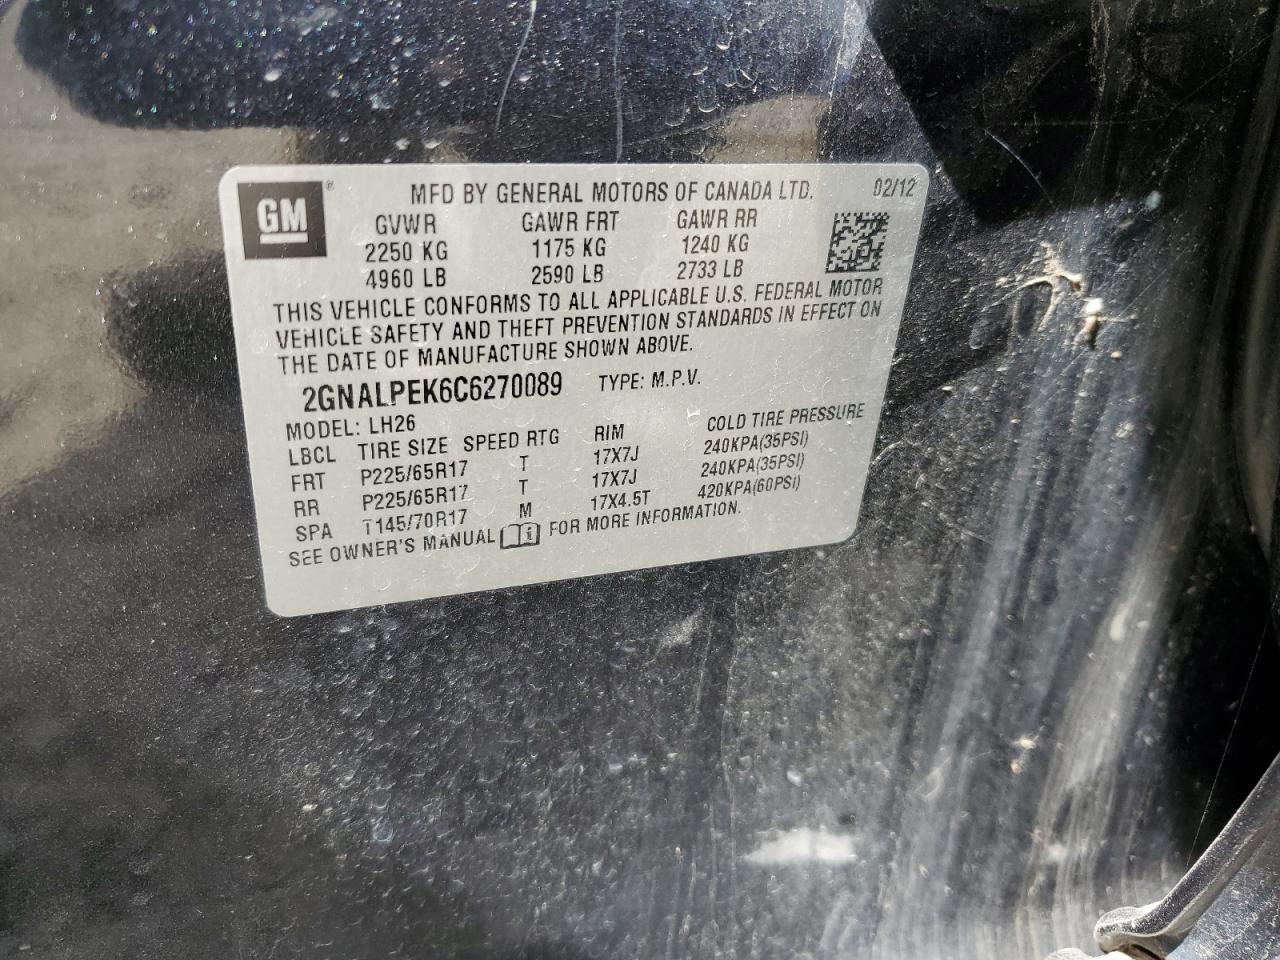 GM ® MFD BY GENERAL MOTORS OF CANADA LTD. 02/12
GVWR GAWR FRT GAWR RR
2250 KG 1175 KG 1240 KG
4960 LB 2590 LB 2733 LB
THIS VEHICLE CONFORMS TO ALL APPLICABLE U.S. FEDERAL MOTOR
VEHICLE SAFETY AND THEFT PREVENTION STANDARDS IN EFFECT ON
THE DATE OF MANUFACTURE SHOWN ABOVE.
2GNALPEK6C6270089 TYPE: M.P.V.
MODEL: LH26
LBCL TIRE SIZE SPEED RTG RIM COLD TIRE PRESSURE
FRT P225/65R17 T 17X7J 240KPA(35PSI)
RR P225/65R17 T 17X7J 240KPA(35PSI)
SPA T145/70R17 M 17X4.5T 420KPA(60PSI)
SEE OWNER'S MANUAL i FOR MORE INFORMATION.